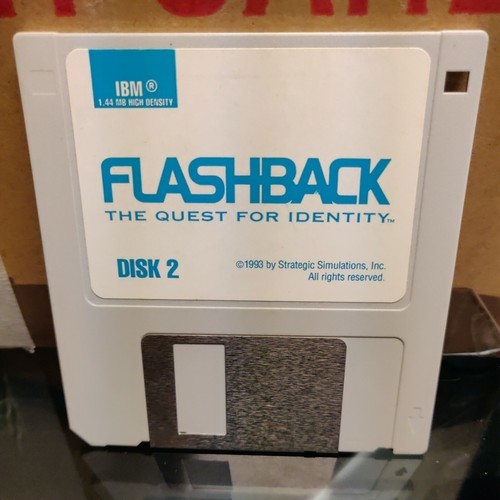 IBM ®
1.44 MB HIGH DENSITY
FLASHBACK
THE QUEST FOR IDENTITY™
DISK 2
©1993 by Strategic Simulations, Inc.
All rights reserved.